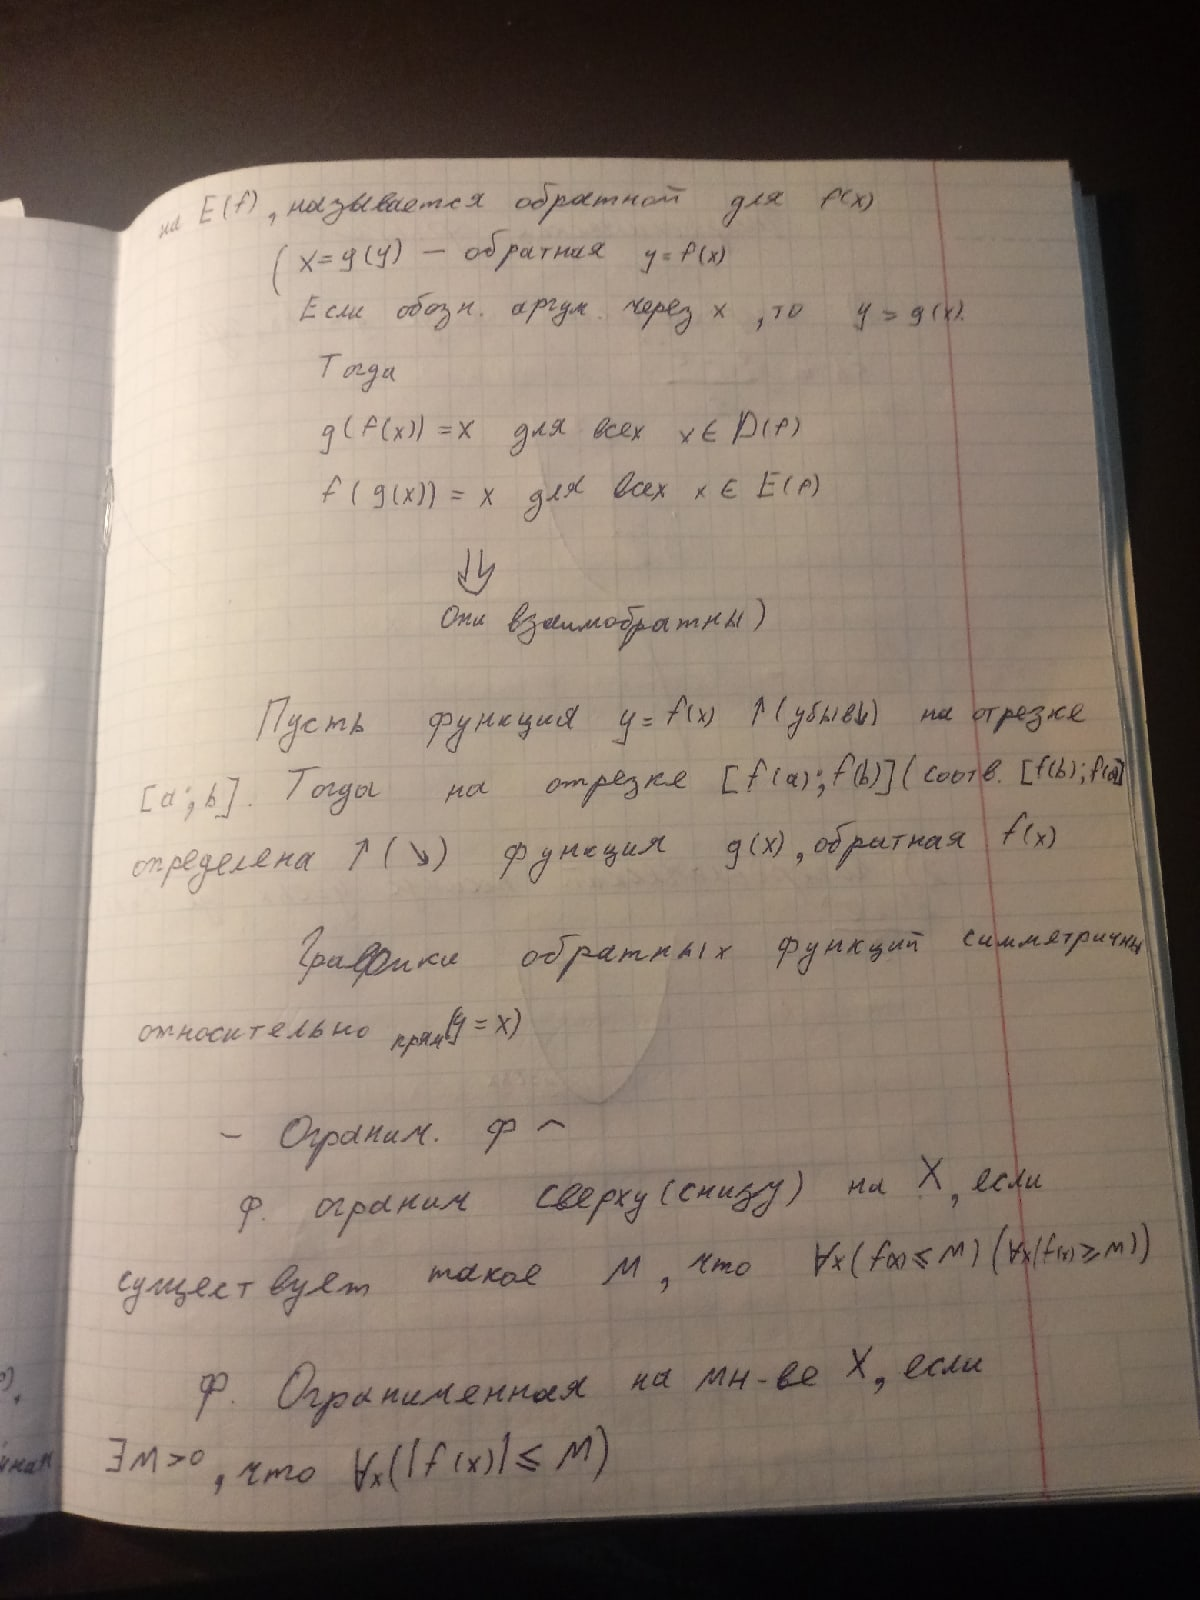 на E(f), называется обратной для f(x)
(x=g(y) — обратная y=f(x)
Если обозн. аргум. через x, то y=g(x).
Тогда
g(f(x))=x для всех x∈D(f)
f(g(x))=x для всех x∈E(f)
⇓
Они взаимобратны)
Пусть функция y=f(x) ↑(убыв↘) на отрезке
[a;b]. Тогда на отрезке [f(a);f(b)](соотв. [f(b);f(a)]
определена ↑(↘) функция g(x), обратная f(x)
Графики обратных функций симметричны
относительно прям(y=x)
— Огранич. ф~
ф. огранич сверху(снизу) на X, если
существует такое M, что ∀x(f(x)≤M)(∀x(f(x)≥M))
Ф. Ограниченная на мн-ве X, если
∃M>0, что ∀x(|f(x)|≤M)